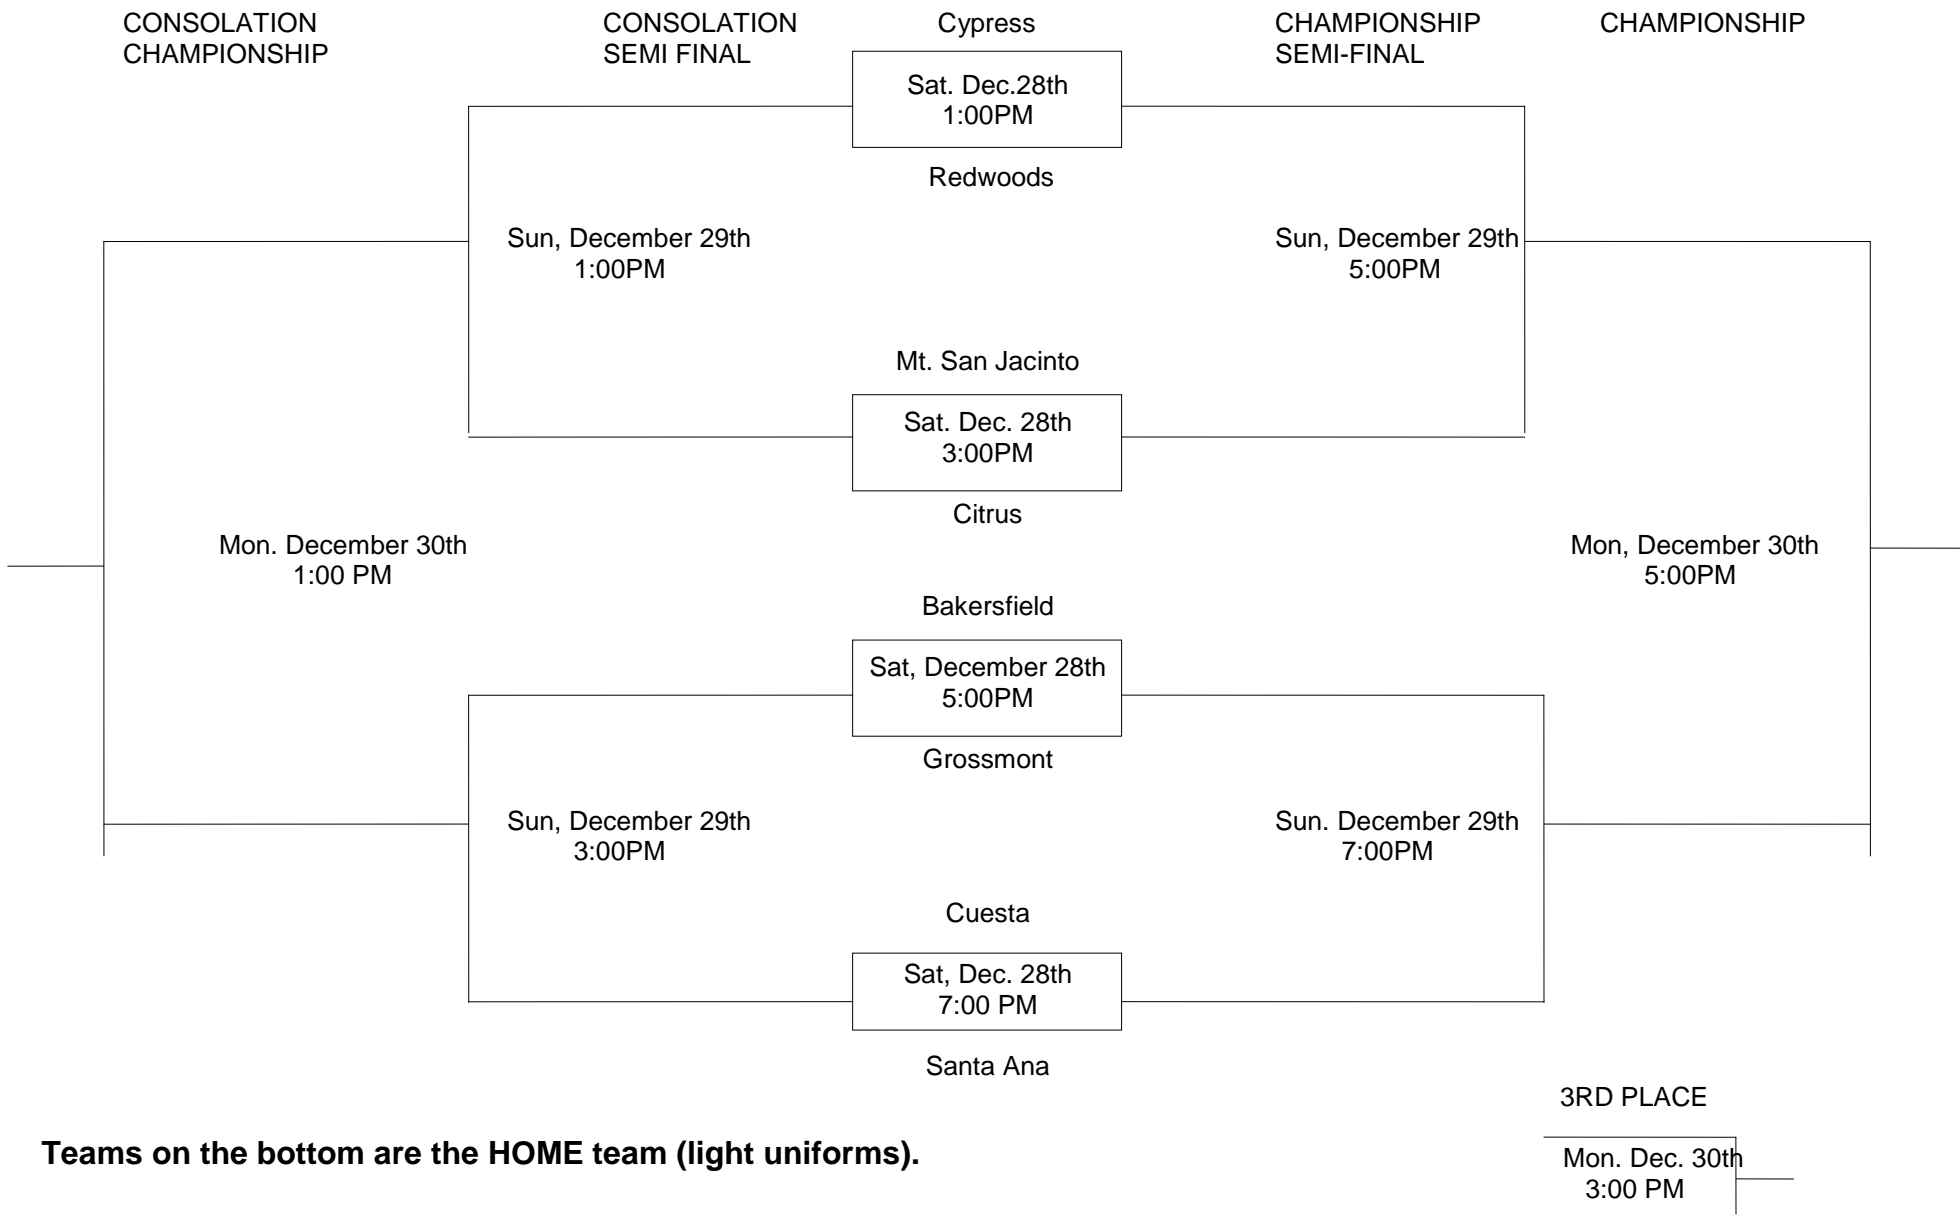 CONSOLATION
CHAMPIONSHIP
CONSOLATION
SEMI FINAL
Cypress
CHAMPIONSHIP
SEMI-FINAL
CHAMPIONSHIP
Sat. Dec.28th
1:00PM
Redwoods
Sun, December 29th
1:00PM
Sun, December 29th
5:00PM
Mt. San Jacinto
Sat. Dec. 28th
3:00PM
Citrus
Mon. December 30th
1:00 PM
Mon, December 30th
5:00PM
Bakersfield
Sat, December 28th
5:00PM
Grossmont
Sun, December 29th
3:00PM
Sun. December 29th
7:00PM
Cuesta
Sat, Dec. 28th
7:00 PM
Santa Ana
3RD PLACE
Teams on the bottom are the HOME team (light uniforms).
Mon. Dec. 30th
3:00 PM